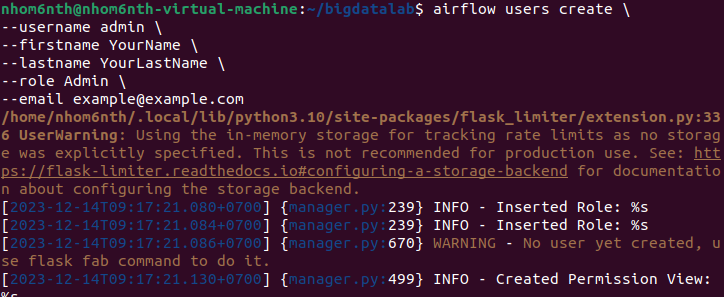 nhom6nth@nhom6nth-virtual-machine:~/bigdatalab$ airflow users create \
--username admin \
--firstname YourName \
--lastname YourLastName \
--role Admin \
--email example@example.com
/home/nhom6nth/.local/lib/python3.10/site-packages/flask_limiter/extension.py:33
6 UserWarning: Using the in-memory storage for tracking rate limits as no storag
e was explicitly specified. This is not recommended for production use. See: htt
ps://flask-limiter.readthedocs.io#configuring-a-storage-backend for documentatio
n about configuring the storage backend.
[2023-12-14T09:17:21.080+0700] {manager.py:239} INFO - Inserted Role: %s
[2023-12-14T09:17:21.084+0700] {manager.py:239} INFO - Inserted Role: %s
[2023-12-14T09:17:21.086+0700] {manager.py:670} WARNING - No user yet created, u
se flask fab command to do it.
[2023-12-14T09:17:21.130+0700] {manager.py:499} INFO - Created Permission View:
%s